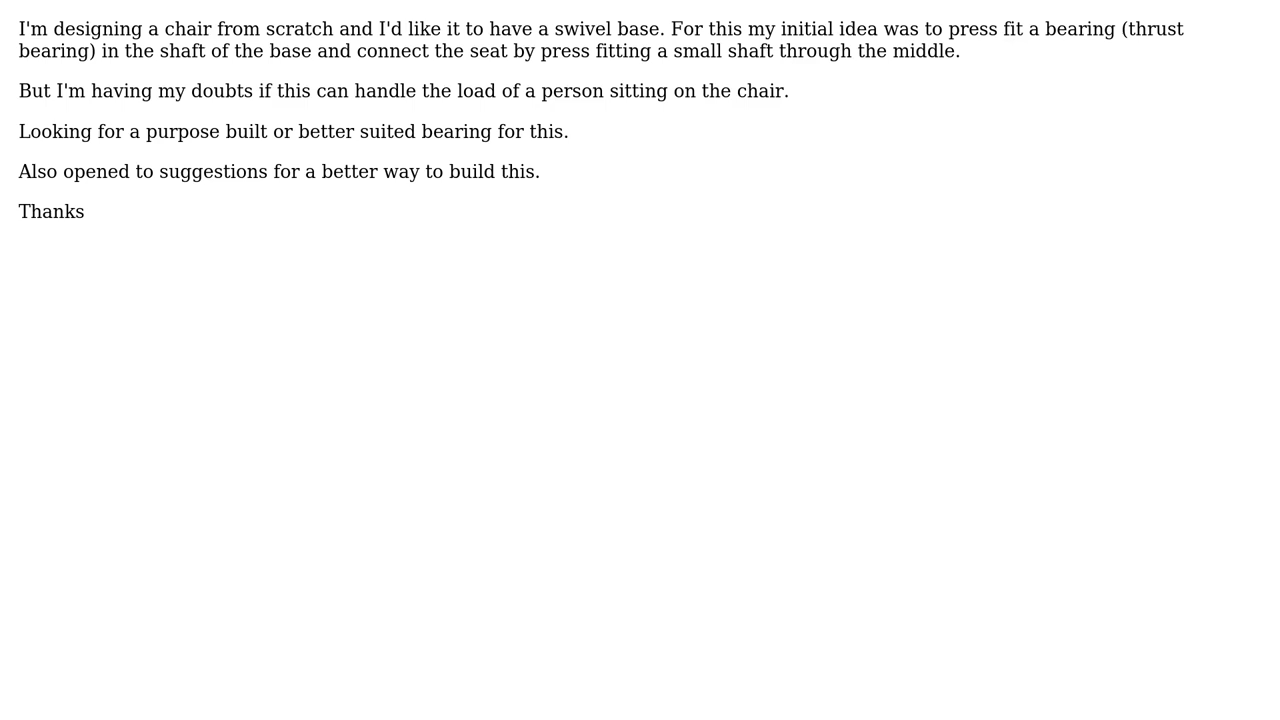 I'm designing a chair from scratch and I'd like it to have a swivel base. For this my initial idea was to press fit a bearing (thrust
bearing) in the shaft of the base and connect the seat by press fitting a small shaft through the middle.
But I'm having my doubts if this can handle the load of a person sitting on the chair.
Looking for a purpose built or better suited bearing for this.
Also opened to suggestions for a better way to build this.
Thanks